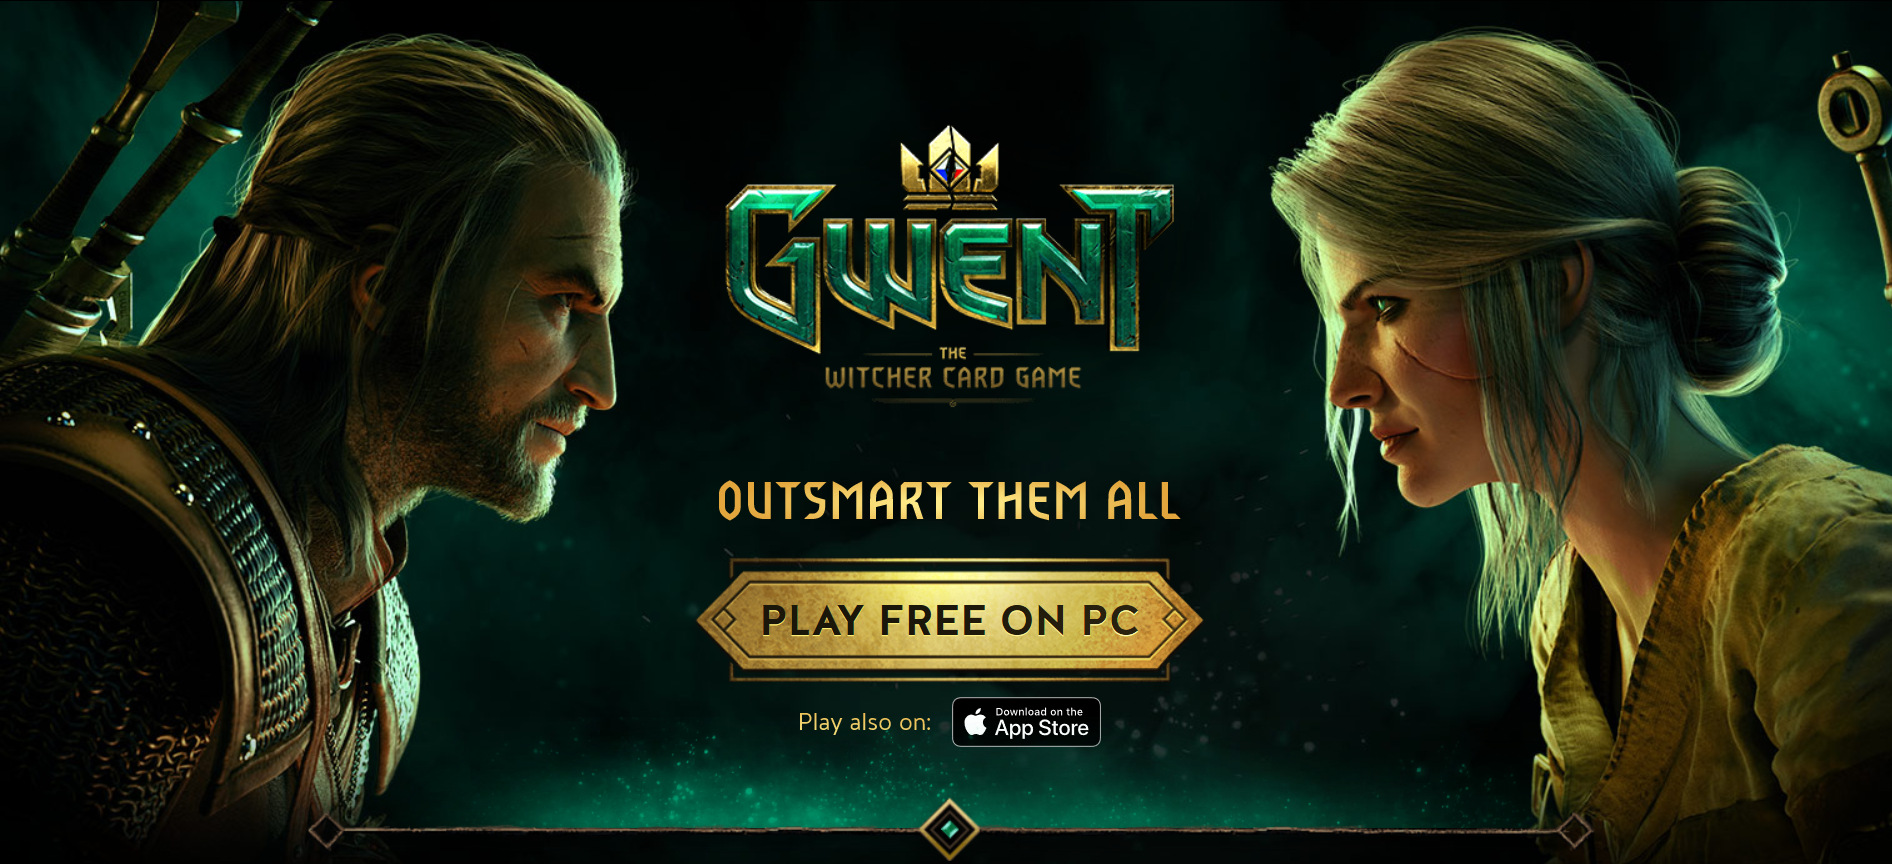 GWENT
THE
WITCHER CARD GAME
OUTSMART THEM ALL
PLAY FREE ON PC
Play also on:
Download on the
App Store